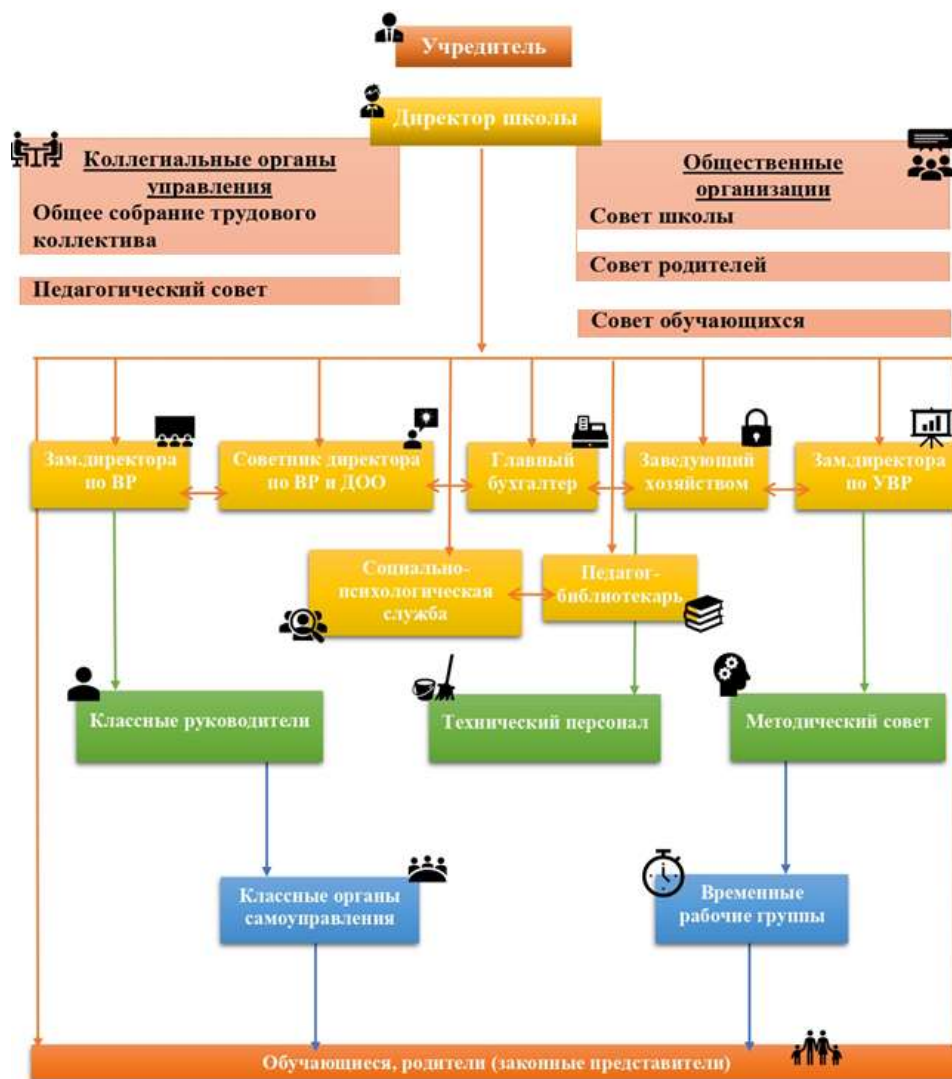 Учредитель
Директор школы
Коллегиальные органы
управления
Общее собрание трудового
коллектива
Педагогический совет
Общественные
организации
Совет школы
Совет родителей
Совет обучающихся
Зам.директора
по ВР
Советник директора
по ВР и ДОО
Главный
бухгалтер
Заведующий
хозяйством
Зам.директора
по УВР
Социально-
психологическая
служба
Педагог-
библиотекарь
Классные руководители
Технический персонал
Методический совет
Классные органы
самоуправления
Временные
рабочие группы
Обучающиеся, родители (законные представители)